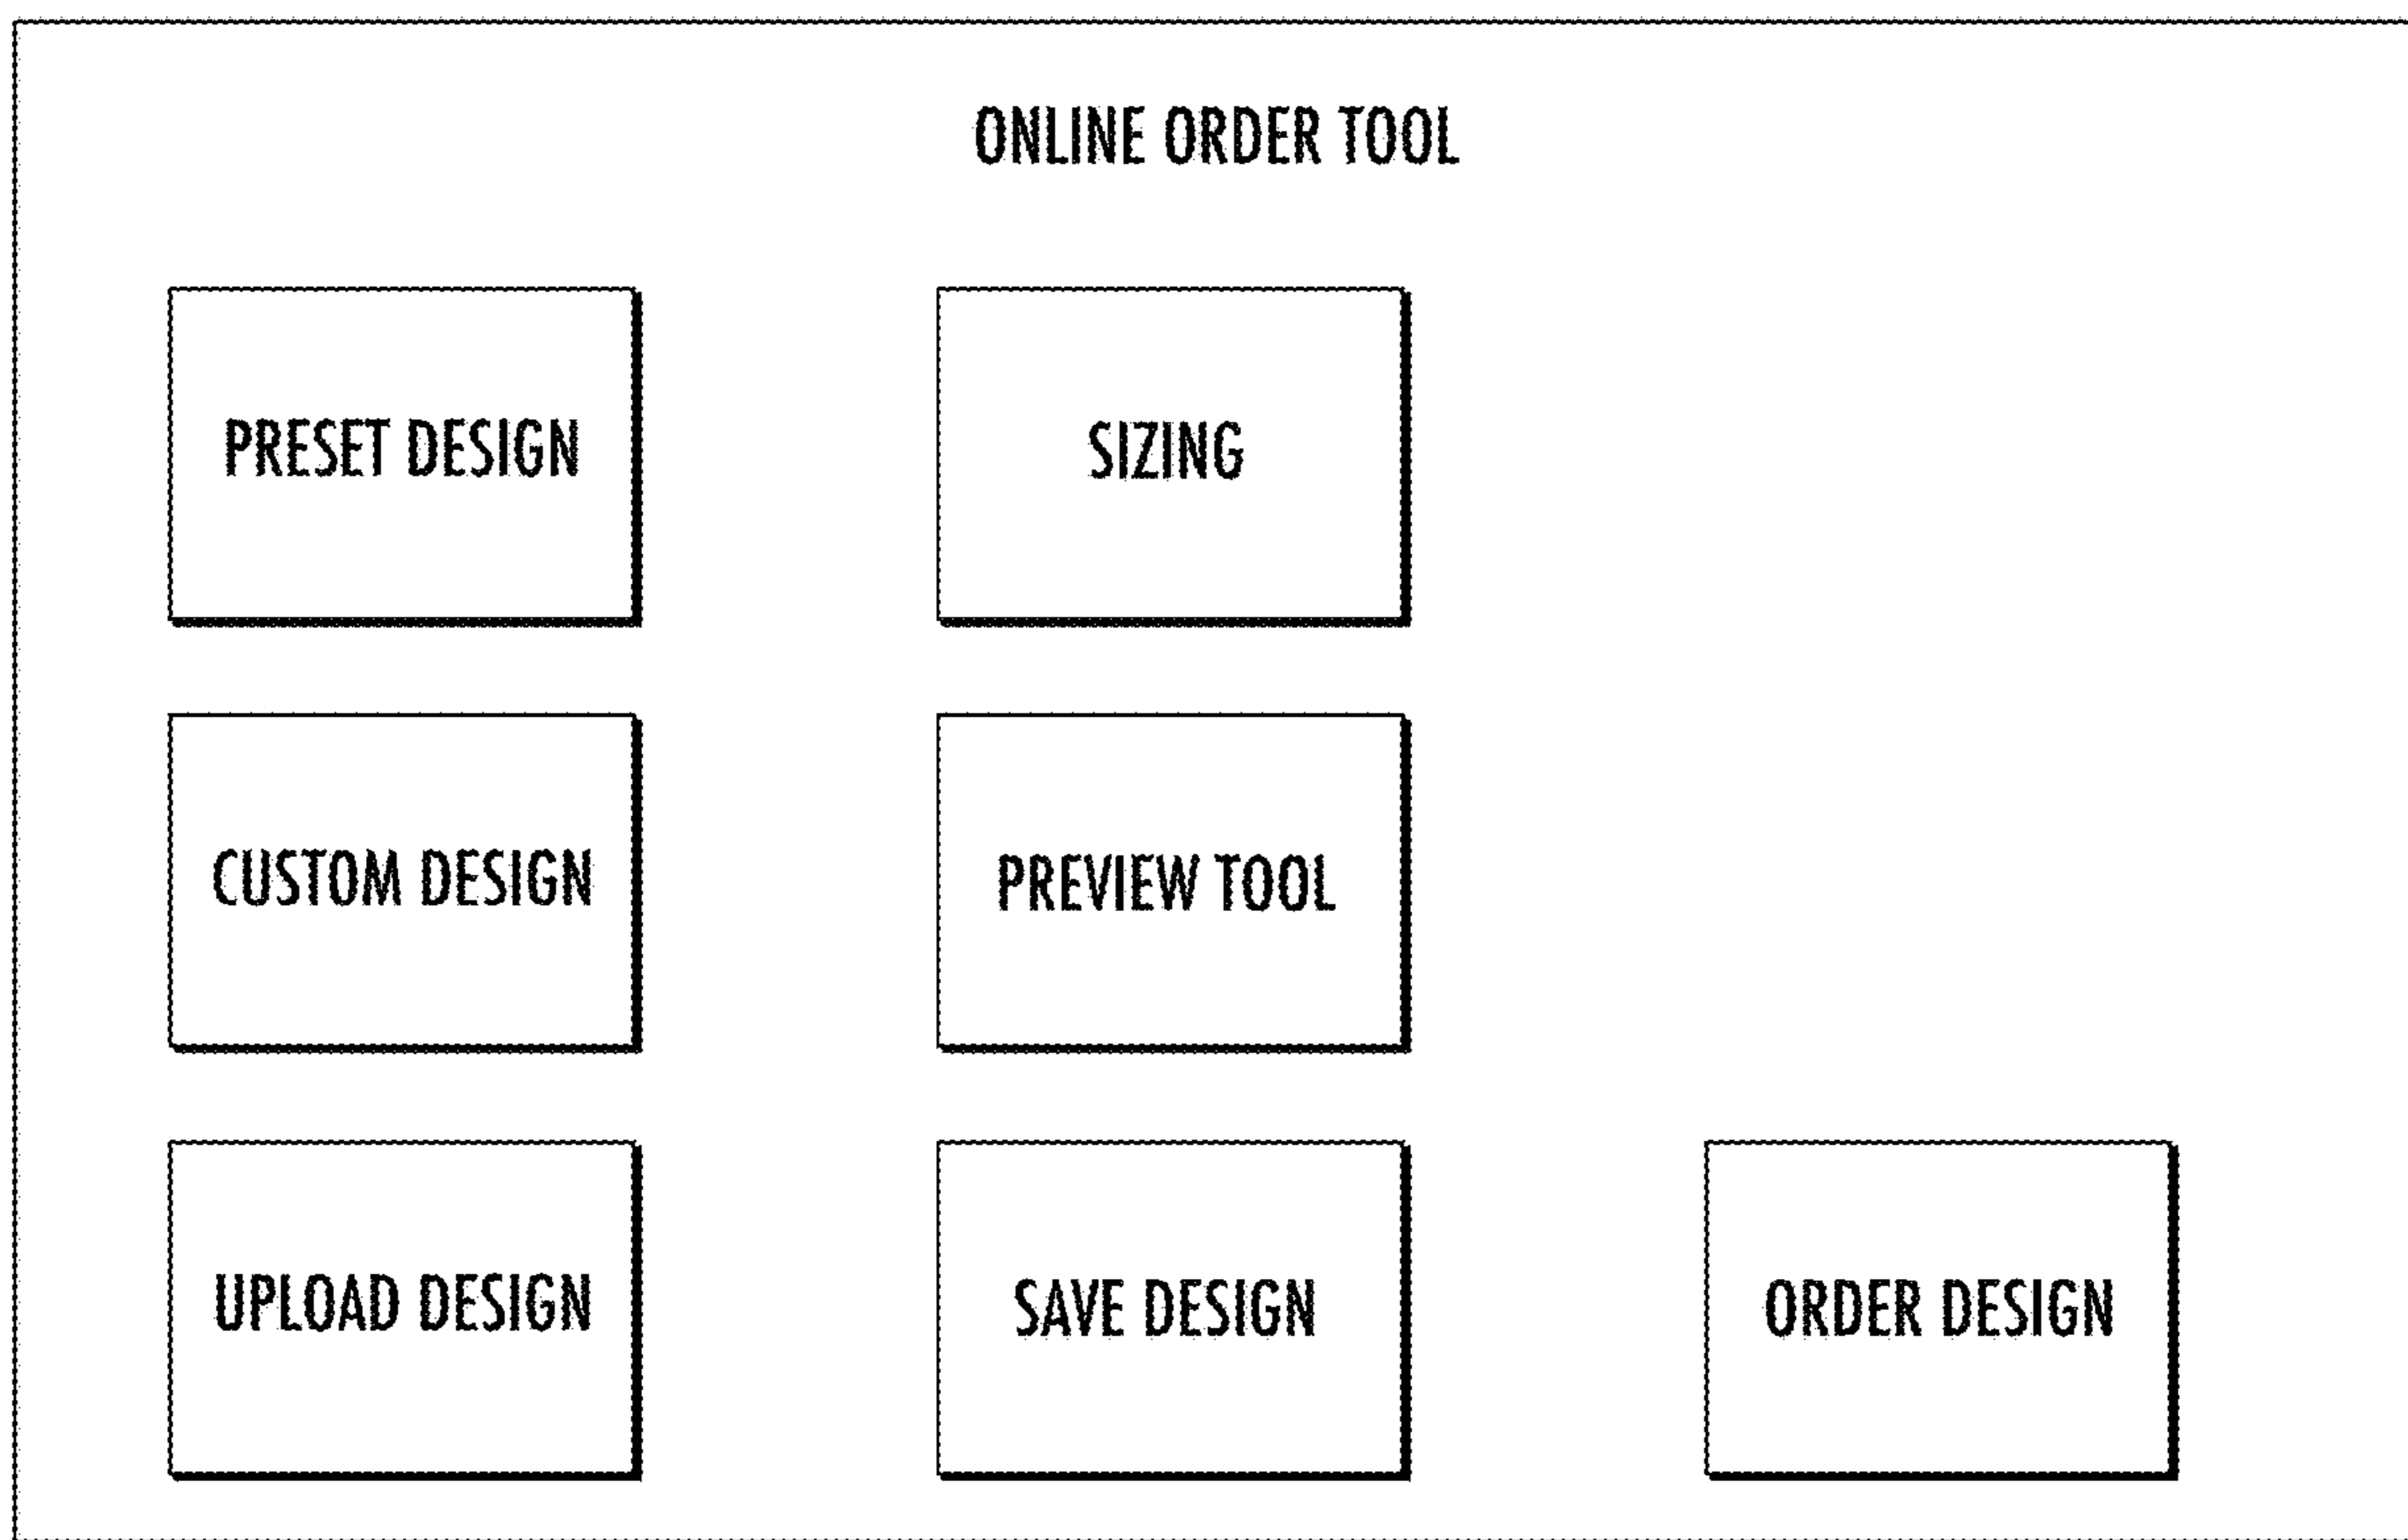 ONLINE ORDER TOOL
PRESET DESIGN
SIZING
CUSTOM DESIGN
PREVIEW TOOL
UPLOAD DESIGN
SAVE DESIGN
ORDER DESIGN